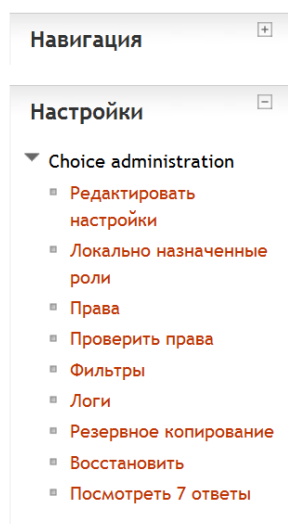 Навигация
Настройки
Choice administration
Редактировать
настройки
Локально назначенные
роли
Права
Проверить права
Фильтры
Логи
Резервное копирование
Восстановить
Посмотреть 7 ответы